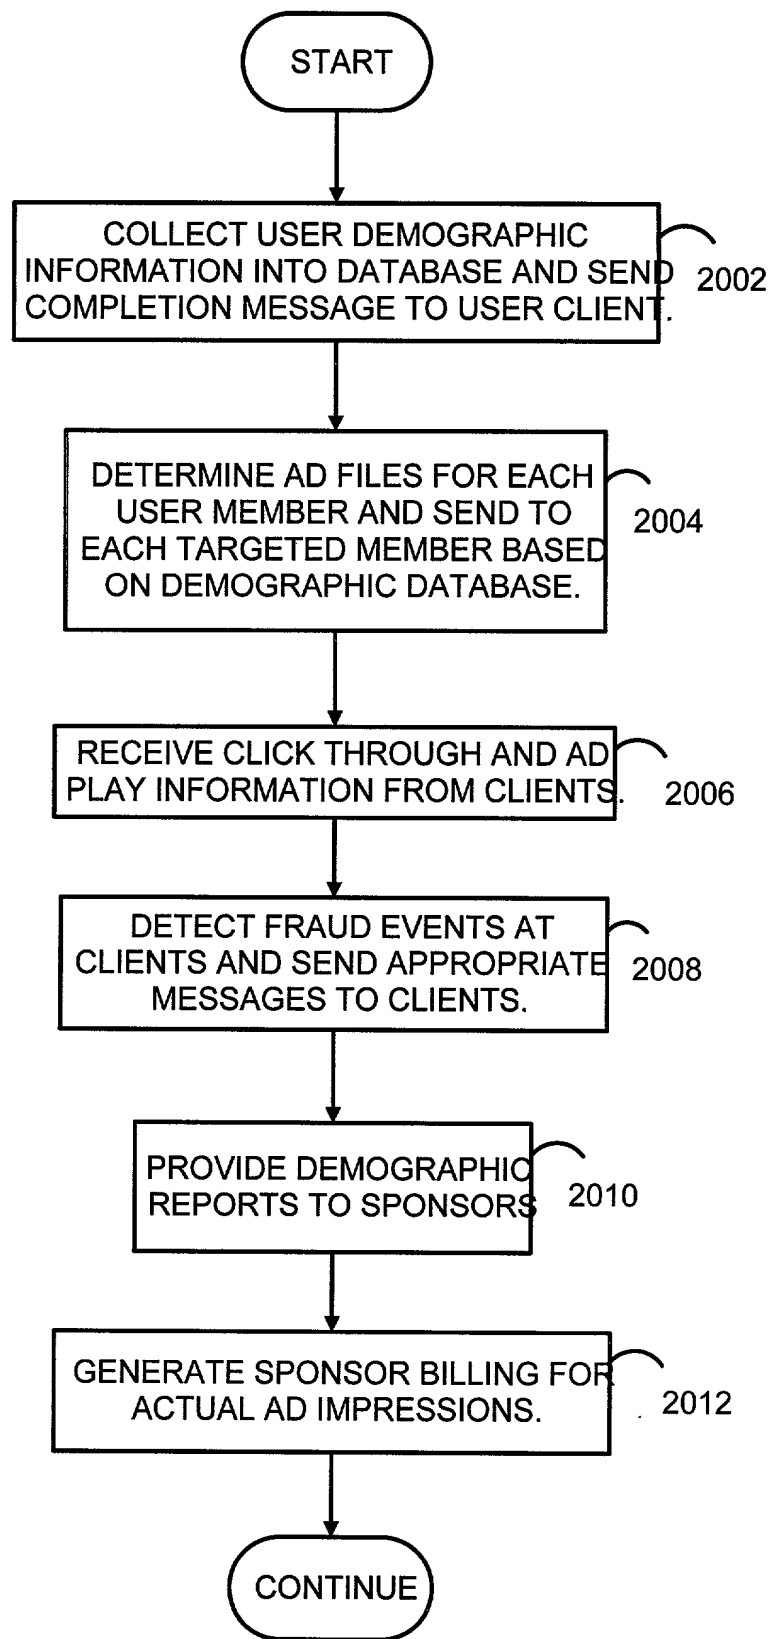 START
COLLECT USER DEMOGRAPHIC
INFORMATION INTO DATABASE AND SEND
COMPLETION MESSAGE TO USER CLIENT.
2002
DETERMINE AD FILES FOR EACH
USER MEMBER AND SEND TO
EACH TARGETED MEMBER BASED
ON DEMOGRAPHIC DATABASE.
2004
RECEIVE CLICK THROUGH AND AD
PLAY INFORMATION FROM CLIENTS.
2006
DETECT FRAUD EVENTS AT
CLIENTS AND SEND APPROPRIATE
MESSAGES TO CLIENTS.
2008
PROVIDE DEMOGRAPHIC
REPORTS TO SPONSORS
2010
GENERATE SPONSOR BILLING FOR
ACTUAL AD IMPRESSIONS.
2012
CONTINUE